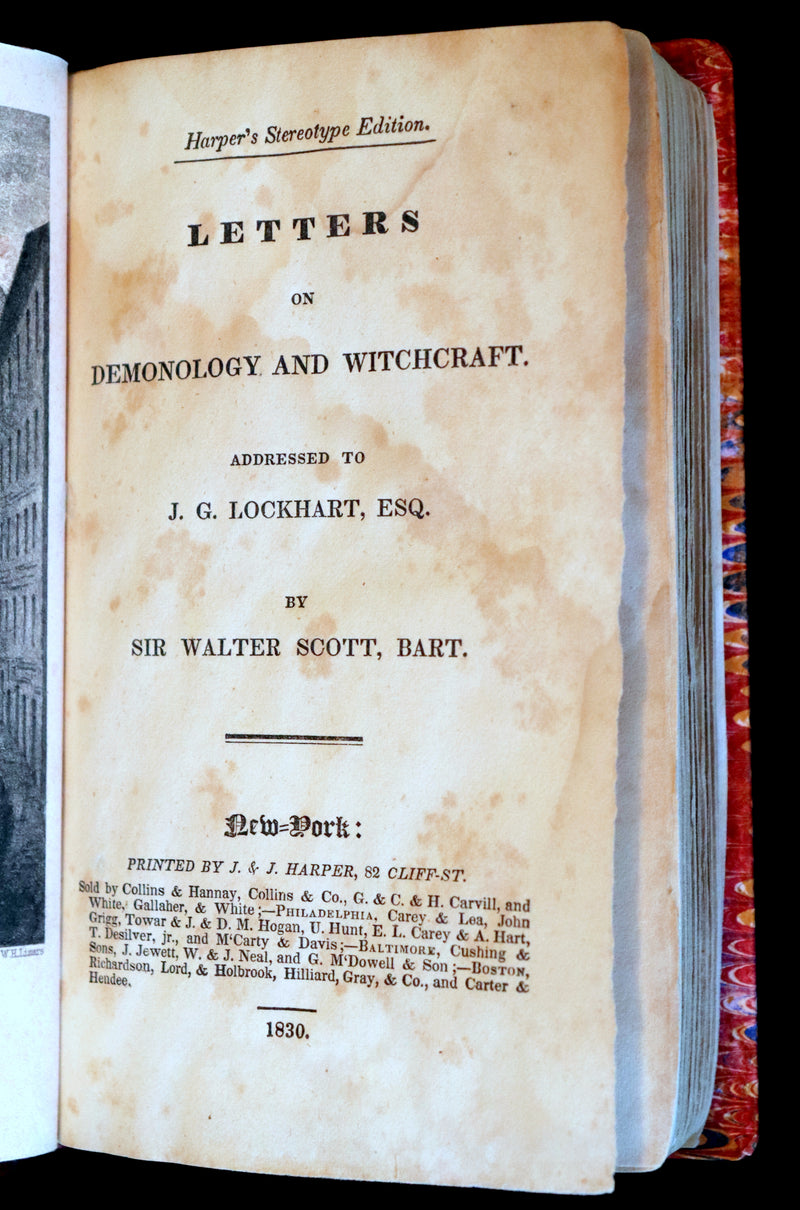 Harper's Stereotype Edition.
LETTERS
ON
DEMONOLOGY AND WITCHCRAFT.
ADDRESSED TO
J. G. LOCKHART, ESQ.
BY
SIR WALTER SCOTT, BART.
New-York:
PRINTED BY J. & J. HARPER, 82 CLIFF-ST.
Sold by Collins & Hannay, Collins & Co., G. & C. & H. Carvill, and
White, Gallaher, & White;—PHILADELPHIA, Carey & Lea, John
Grigg, Towar & J. & D. M. Hogan, U. Hunt, E. L. Carey & A. Hart,
T. Desilver, jr., and M'Carty & Davis;—BALTIMORE, Cushing &
Sons, J. Jewett, W. & J. Neal, and G. M'Dowell & Son;—BOSTON,
Richardson, Lord, & Holbrook, Hilliard, Gray, & Co., and Carter &
Hendee.
1830.
W.H.Lizars